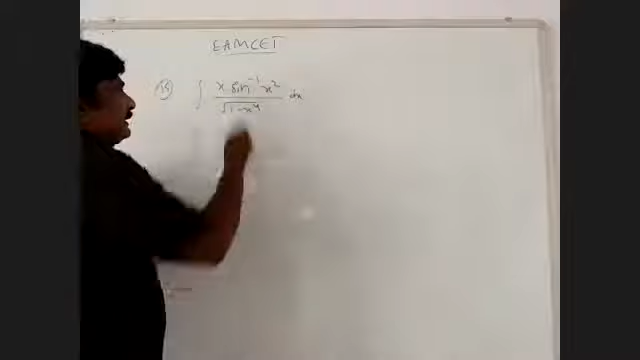 EAMCET
15 ∫ x sin⁻¹ x² / √1-x⁴ dx